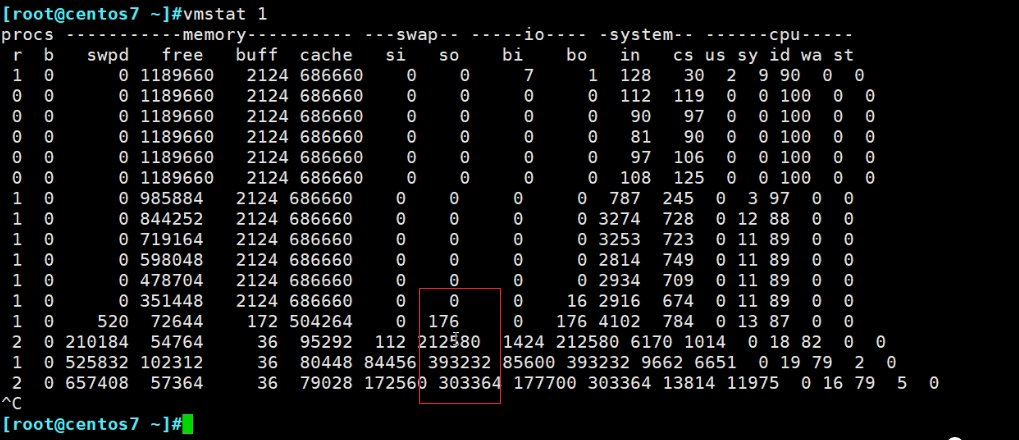 [root@centos7 ~]#vmstat 1
procs -----------memory---------- ---swap-- -----io---- -system-- ------cpu-----
 r  b   swpd   free   buff  cache   si   so    bi    bo   in   cs us sy id wa st
 1  0      0 1189660   2124 686660    0    0     7     1  128   30  2  9 90  0  0
 0  0      0 1189660   2124 686660    0    0     0     0  112  119  0  0 100  0  0
 0  0      0 1189660   2124 686660    0    0     0     0   90   97  0  0 100  0  0
 0  0      0 1189660   2124 686660    0    0     0     0   81   90  0  0 100  0  0
 0  0      0 1189660   2124 686660    0    0     0     0   97  106  0  0 100  0  0
 0  0      0 1189660   2124 686660    0    0     0     0  108  125  0  0 100  0  0
 1  0      0 985884   2124 686660    0    0     0     0  787  245  0  3 97  0  0
 1  0      0 844252   2124 686660    0    0     0     0 3274  728  0 12 88  0  0
 1  0      0 719164   2124 686660    0    0     0     0 3253  723  0 11 89  0  0
 1  0      0 598048   2124 686660    0    0     0     0 2814  749  0 11 89  0  0
 1  0      0 478704   2124 686660    0    0     0     0 2934  709  0 11 89  0  0
 1  0      0 351448   2124 686660    0    0     0    16 2916  674  0 11 89  0  0
 1  0    520  72644    172 504264    0  176     0   176 4102  784  0 13 87  0  0
 2  0 210184  54764     36  95292  112 212580  1424 212580 6170 1014  0 18 82  0  0
 1  0 525832 102312     36  80448 84456 393232 85600 393232 9662 6651  0 19 79  2  0
 2  0 657408  57364     36  79028 172560 303364 177700 303364 13814 11975  0 16 79  5  0
^C
[root@centos7 ~]#